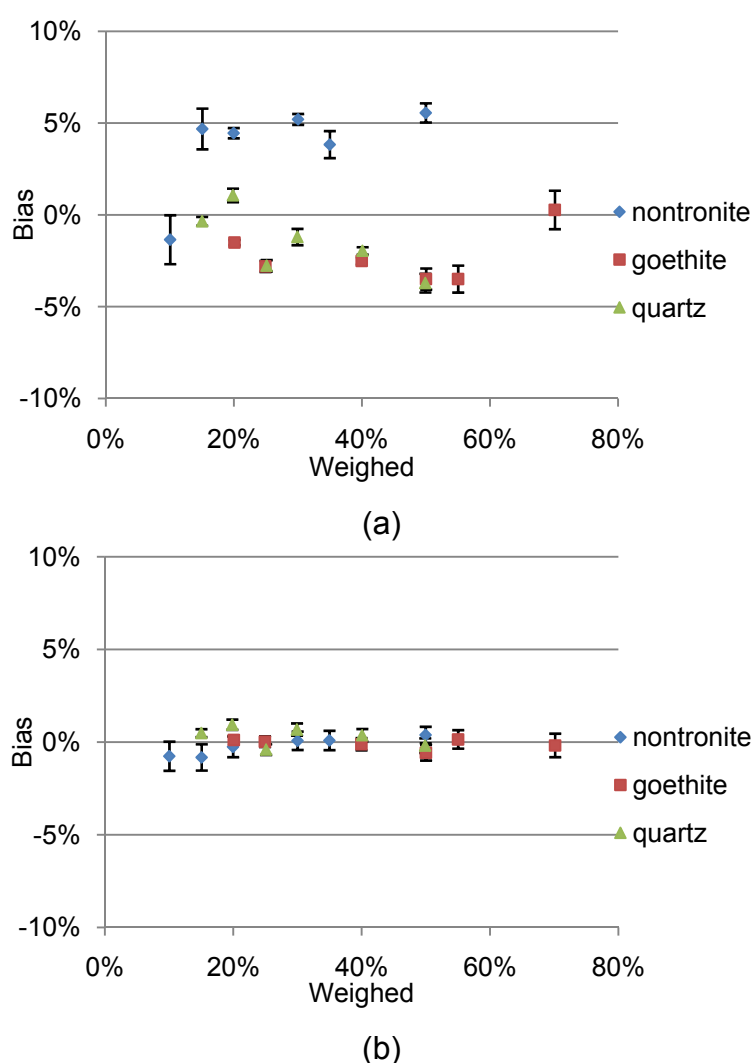 10%
5%
0%
-5%
-10%
Bias
0% 20% 40% 60% 80%
Weighed
nontronite
goethite
quartz
(a)
10%
5%
0%
-5%
-10%
Bias
0% 20% 40% 60% 80%
Weighed
nontronite
goethite
quartz
(b)